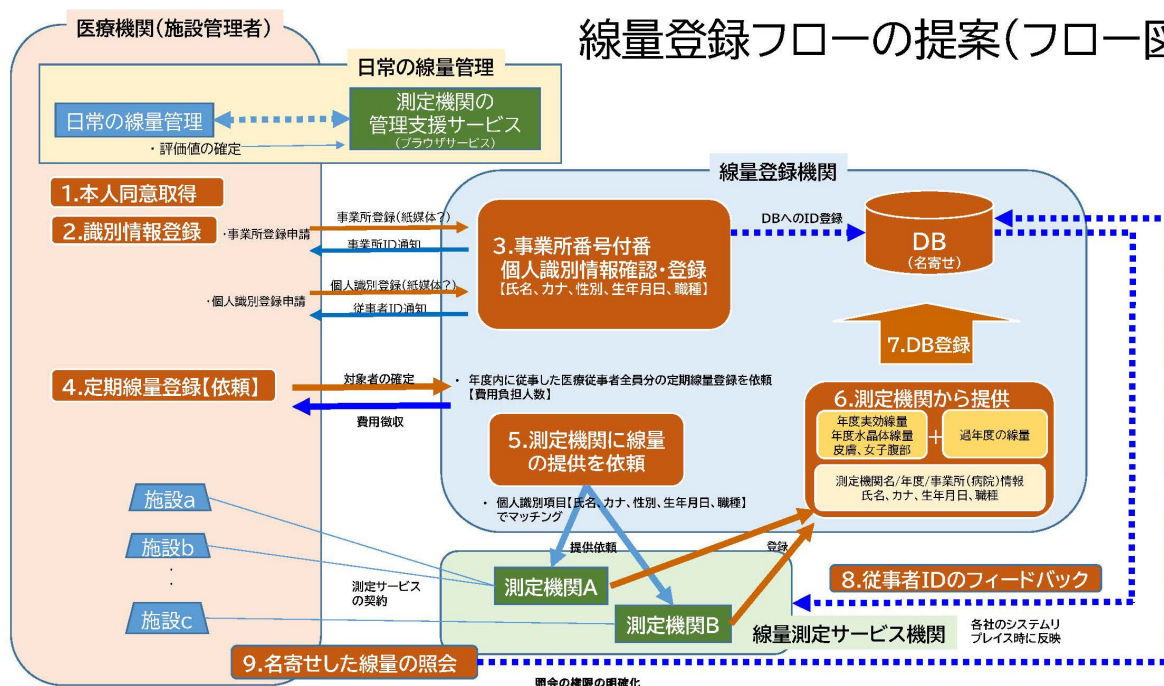 線量登録フローの提案(フロー図
医療機関(施設管理者)
日常の線量管理
日常の線量管理
測定機関の
管理支援サービス
(ブラウザサービス)
・評価値の確定
1.本人同意取得
2.識別情報登録
・事業所登録申請
事業所登録(紙媒体?)
事業所ID通知
・個人識別登録申請
個人識別登録(紙媒体?)
従事者ID通知
線量登録機関
3.事業所番号付番
個人識別情報確認・登録
【氏名、カナ、性別、生年月日、職種】
DBへのID登録
DB
(名寄せ)
7.DB登録
4.定期線量登録【依頼】
対象者の確定
費用徴収
・ 年度内に従事した医療従事者全員分の定期線量登録を依頼
【費用負担人数】
5.測定機関に線量
の提供を依頼
・ 個人識別項目【氏名、カナ、性別、生年月日、職種】
でマッチング
6.測定機関から提供
年度実効線量
年度水晶体線量
皮膚、女子腹部
+
過年度の線量
測定機関名/年度/事業所(病院)情報
氏名、カナ、生年月日、職種
施設a
施設b
・
・
施設c
測定サービス
の契約
提供依頼
登録
測定機関A
測定機関B
線量測定サービス機関
8.従事者IDのフィードバック
各社のシステムリ
プレイス時に反映
9.名寄せした線量の照会
照会の権限の明確化